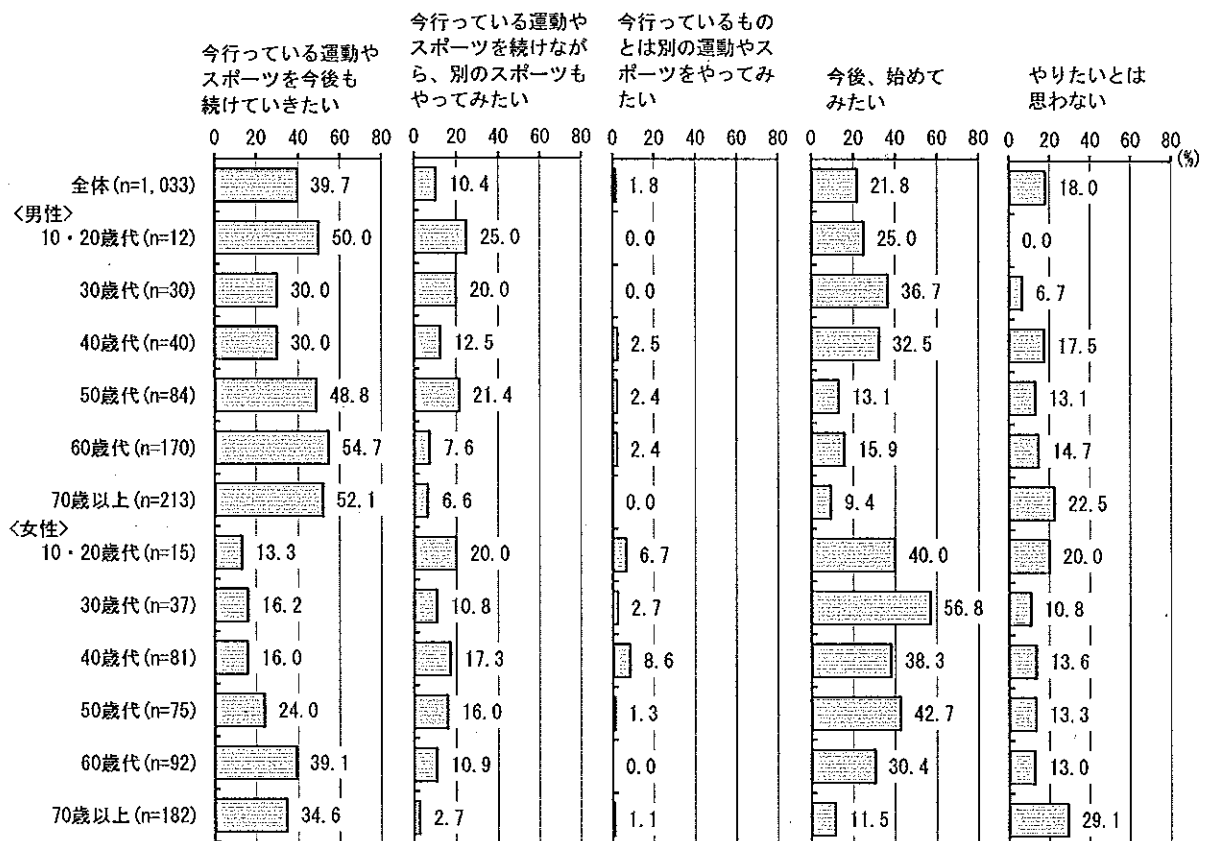 今行っている運動や
スポーツを今後も
続けていきたい
今行っている運動や
スポーツを続けなが
ら、別のスポーツも
やってみたい
今行っているもの
とは別の運動やス
ポーツをやってみ
たい
今後、始めて
みたい
やりたいとは
思わない
0 20 40 60 80 0 20 40 60 80 0 20 40 60 80 0 20 40 60 80 0 20 40 60 80
(%)
全体(n=1,033) 39.7 10.4 1.8 21.8 18.0
<男性>
10・20歳代(n=12) 50.0 25.0 0.0 25.0 0.0
30歳代(n=30) 30.0 20.0 0.0 36.7 6.7
40歳代(n=40) 30.0 12.5 2.5 32.5 17.5
50歳代(n=84) 48.8 21.4 2.4 13.1 13.1
60歳代(n=170) 54.7 7.6 2.4 15.9 14.7
70歳以上(n=213) 52.1 6.6 0.0 9.4 22.5
<女性>
10・20歳代(n=15) 13.3 20.0 6.7 40.0 20.0
30歳代(n=37) 16.2 10.8 2.7 56.8 10.8
40歳代(n=81) 16.0 17.3 8.6 38.3 13.6
50歳代(n=75) 24.0 16.0 1.3 42.7 13.3
60歳代(n=92) 39.1 10.9 0.0 30.4 13.0
70歳以上(n=182) 34.6 2.7 1.1 11.5 29.1